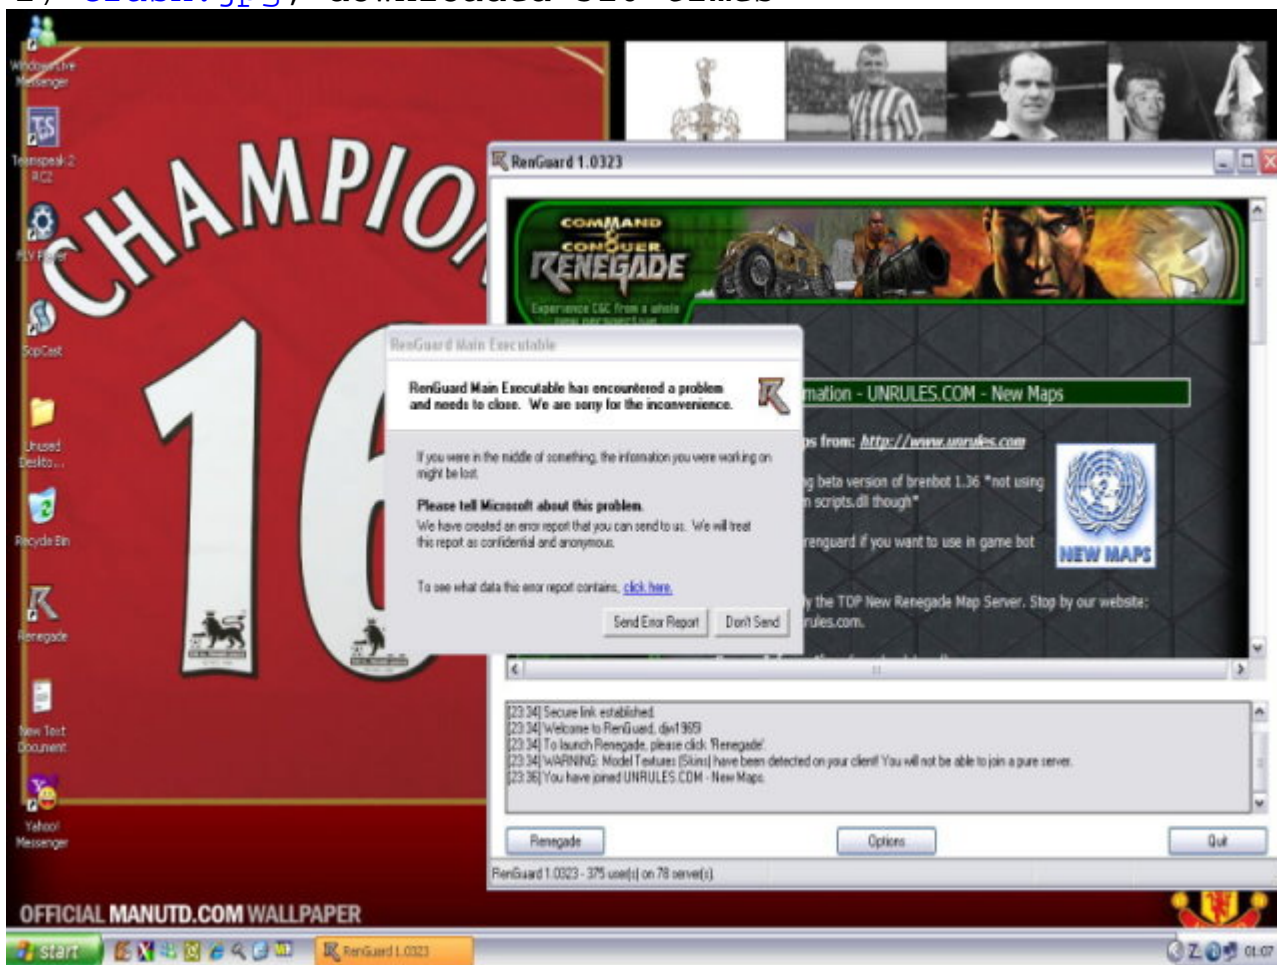 Windows Live
Messenger
Teamspeak 2
RC2
FLV Player
SopCast
Unused
Deskto...
Recycle Bin
Renegade
New Text
Document
Yahoo!
Messenger
CHAMPION
16
RenGuard 1.0323
COMMAND
&
CONQUER
RENEGADE
Experience C&C from a whole
new perspective
mation - UNRULES.COM - New Maps
ps from: http://www.unrules.com
g beta version of brenbot 1.36 *not using
n scripts.dll though*
renguard if you want to use in game bot
NEW MAPS
ly the TOP New Renegade Map Server. Stop by our website:
rules.com.
RenGuard Main Executable
RenGuard Main Executable has encountered a problem
and needs to close. We are sorry for the inconvenience.
If you were in the middle of something, the information you were working on
might be lost.
Please tell Microsoft about this problem.
We have created an error report that you can send to us. We will treat
this report as confidential and anonymous.
To see what data this error report contains, click here.
Send Error Report
Don't Send
[23:34] Secure link established.
[23:34] Welcome to RenGuard, djw1965!
[23:34] To launch Renegade, please click 'Renegade'.
[23:34] WARNING: Model Textures (Skins) have been detected on your client! You will not be able to join a pure server.
[23:36] You have joined UNRULES.COM - New Maps.
Renegade
Options
Quit
RenGuard 1.0323 - 375 user(s) on 78 server(s)
OFFICIAL MANUTD.COM WALLPAPER
start
RenGuard 1.0323
01:07